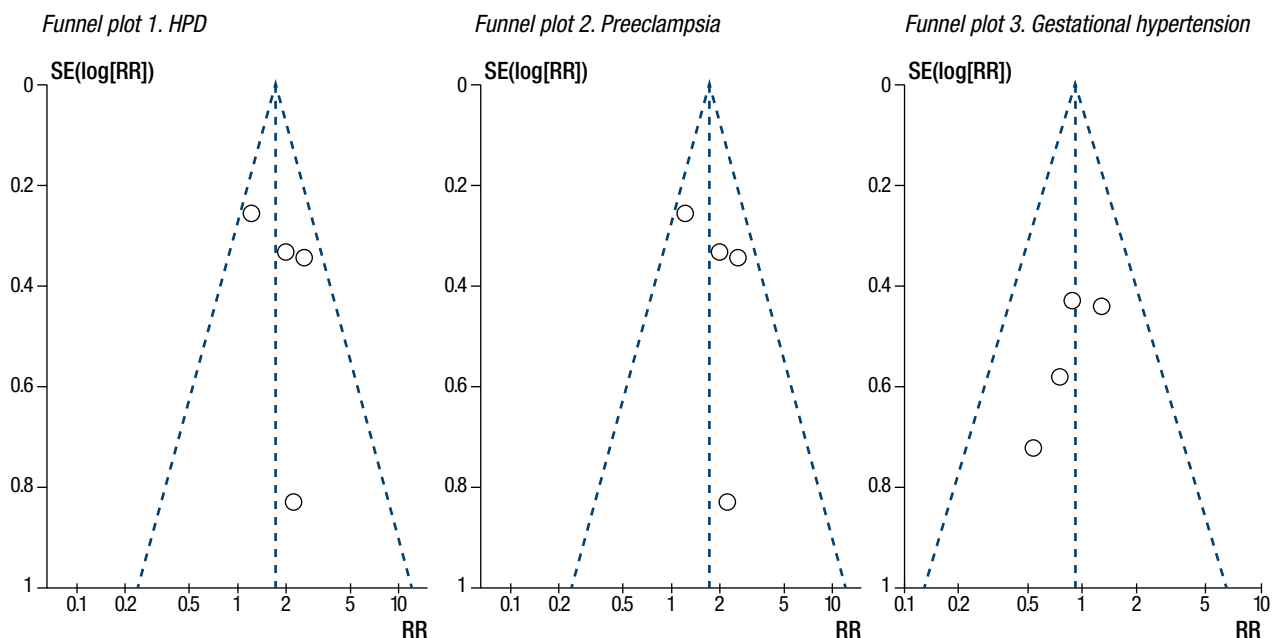 Funnel plot 1. HPD
SE(log[RR])
0
0.2
0.4
0.6
0.8
1
0.1 0.2 0.5 1 2 5 10
RR
Funnel plot 2. Preeclampsia
SE(log[RR])
0
0.2
0.4
0.6
0.8
1
0.1 0.2 0.5 1 2 5 10
RR
Funnel plot 3. Gestational hypertension
SE(log[RR])
0
0.2
0.4
0.6
0.8
1
0.1 0.2 0.5 1 2 5 10
RR